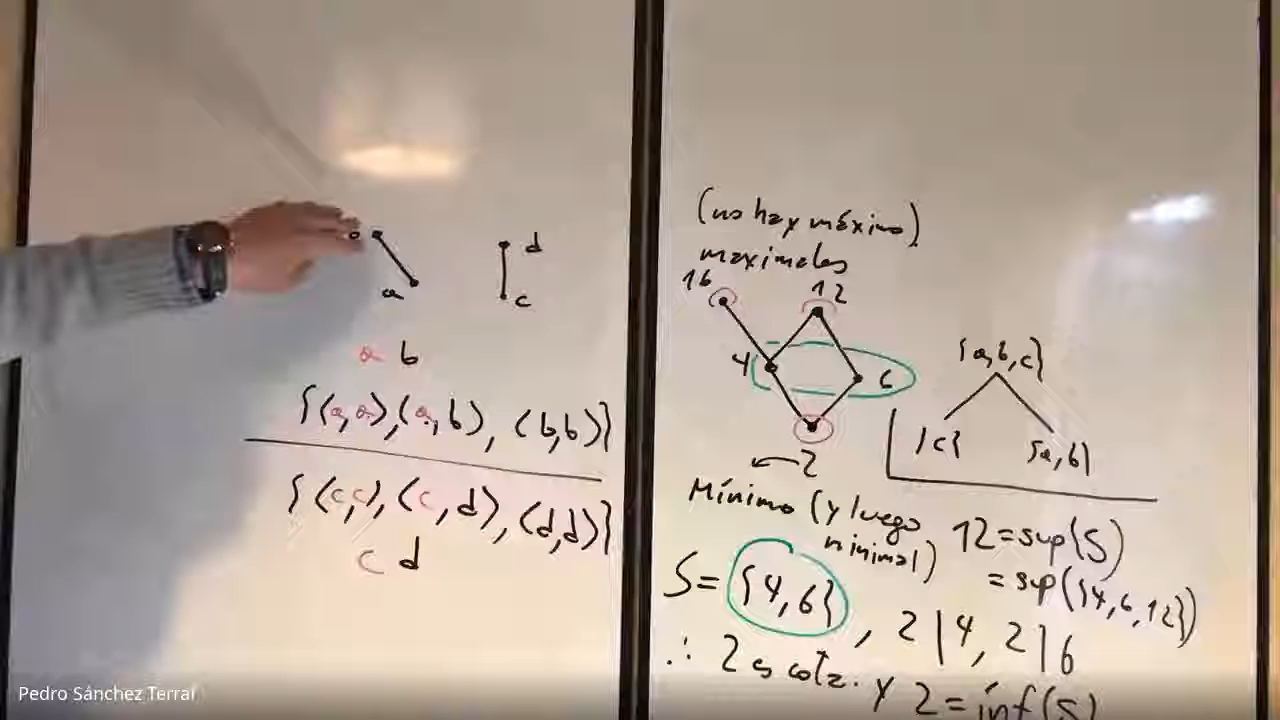 b
a
d
c
a b
{(a,a),(a,b),(b,b)}
{(c,c),(c,d),(d,d)}
c d
(no hay máximo)
maximales
16
12
4
6
2
{a,b,c}
{c}
{a,b}
Mínimo (y luego
minimal)
12=sup(S)
=sup({4,6,12})
S={4,6}, 2|4, 2|6
∴ 2 es cota. y 2=ínf(S)
Pedro Sánchez Terraf